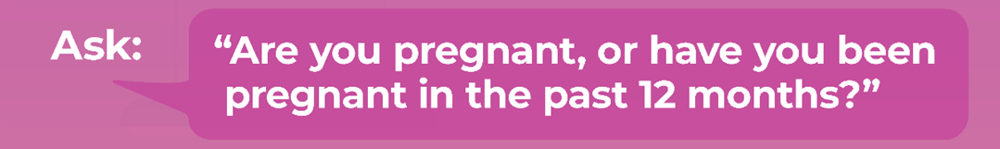 Ask:
“Are you pregnant, or have you been
pregnant in the past 12 months?”